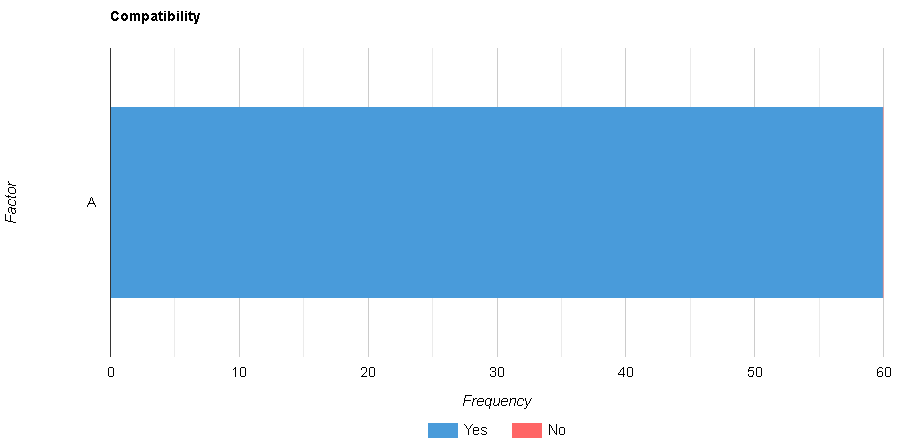 Compatibility
Factor
A
0 10 20 30 40 50 60
Frequency
Yes No